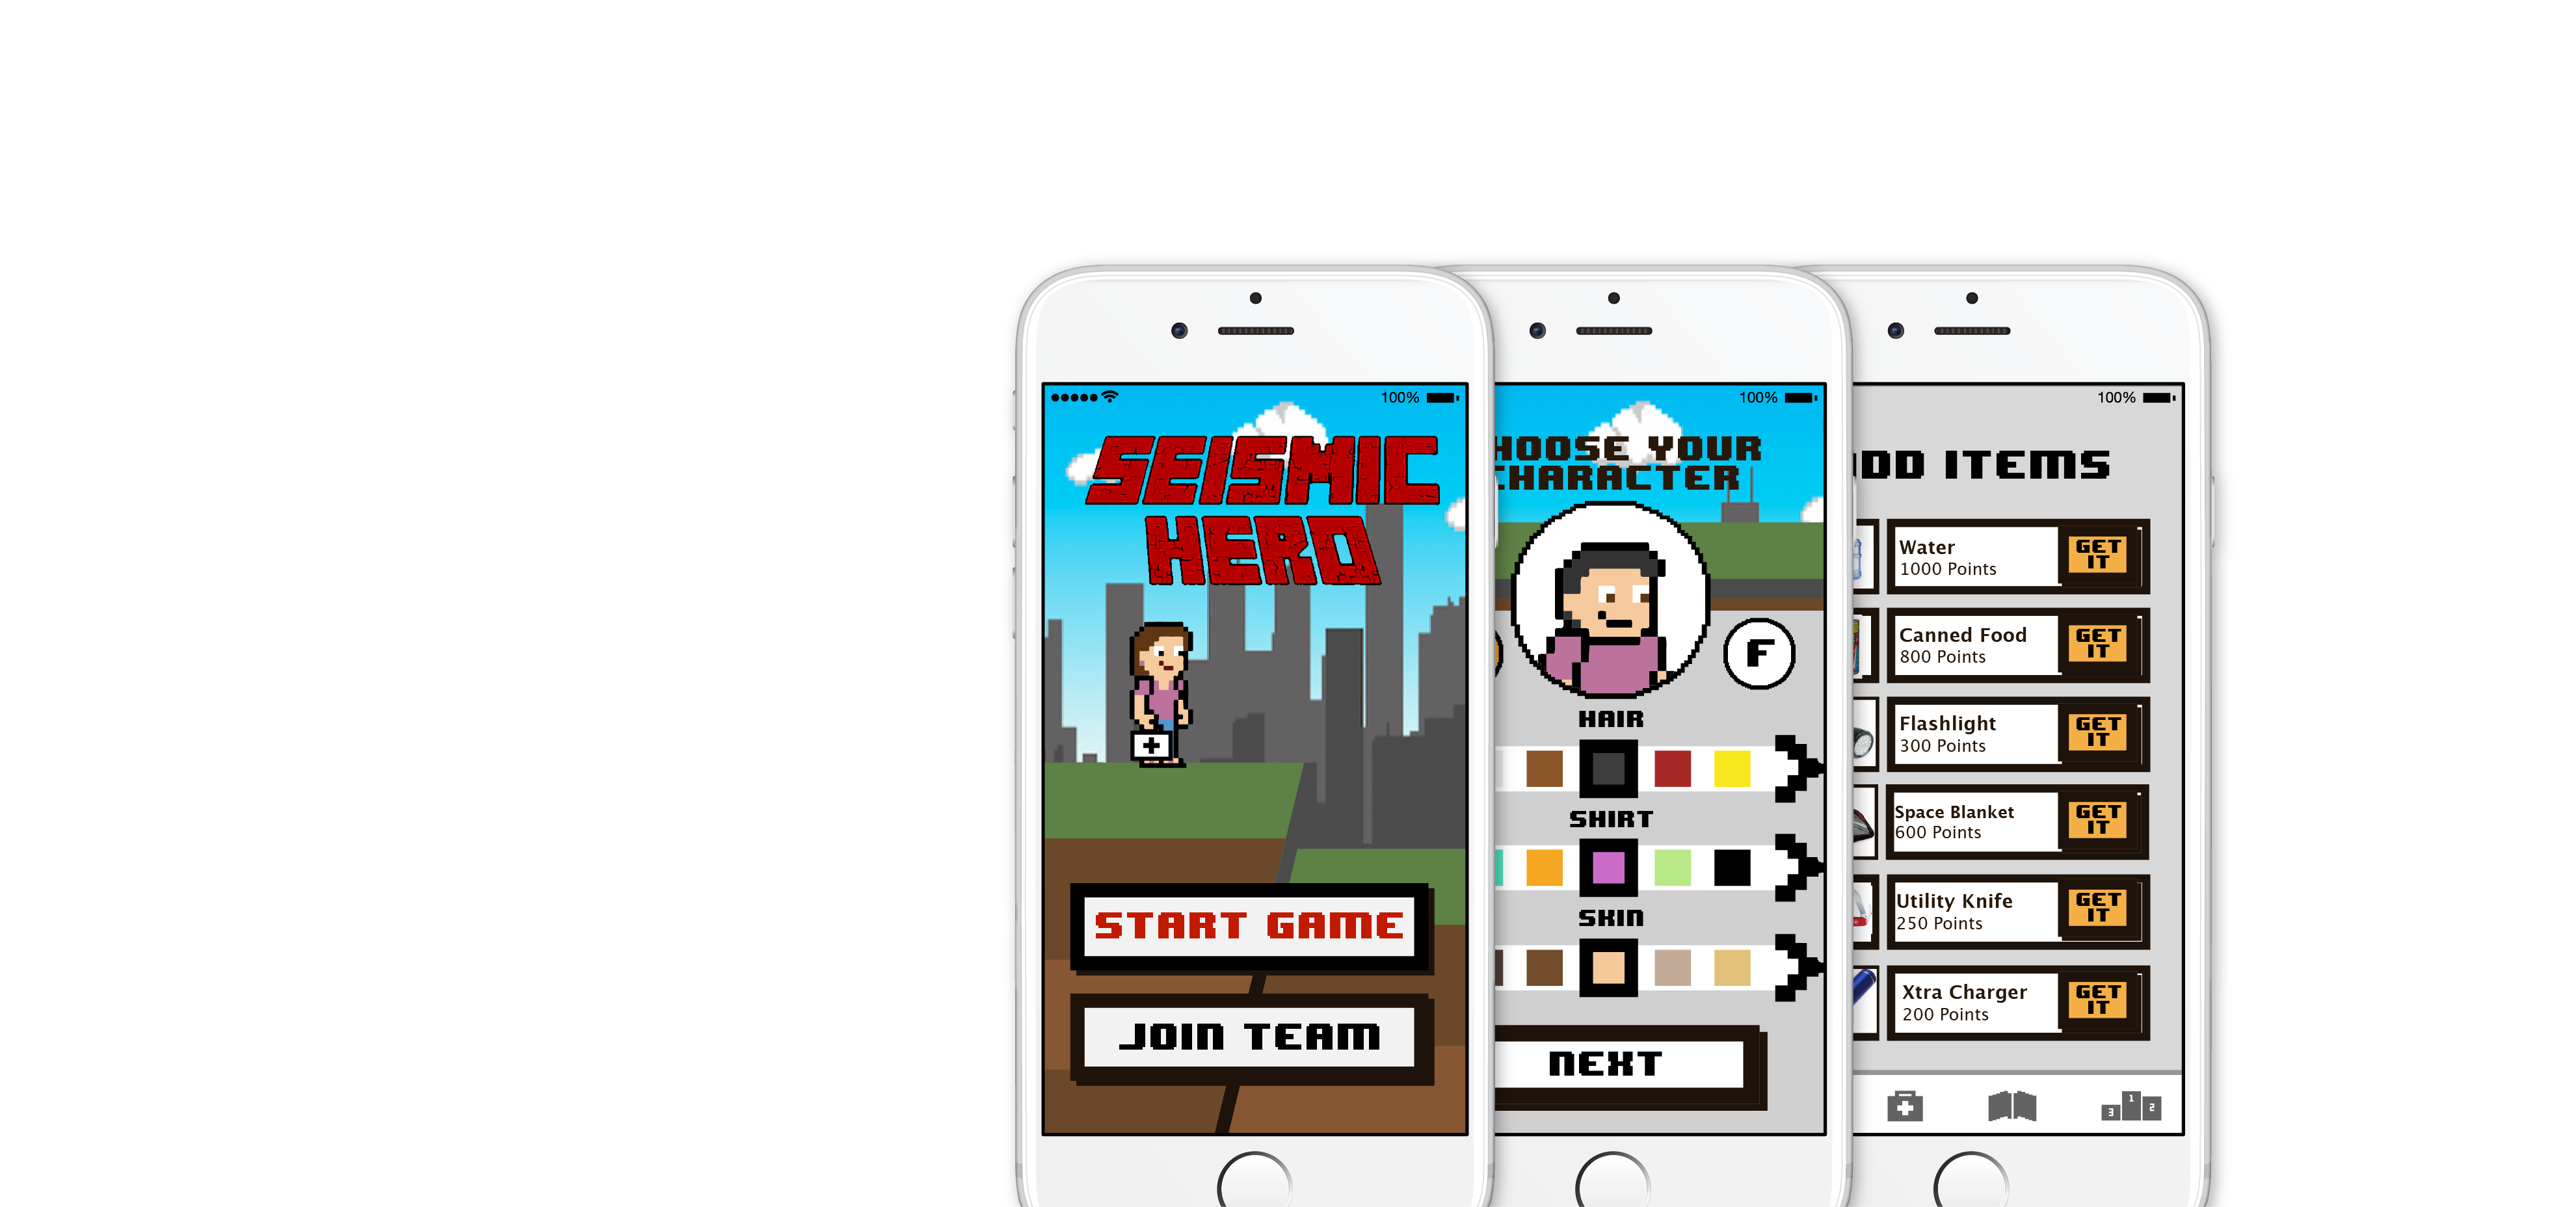 100%
SEISMIC
HERO
START GAME
JOIN TEAM
100%
HOOSE YOUR
CHARACTER
F
HAIR
SHIRT
SKIN
NEXT
100%
DD ITEMS
Water
1000 Points
GET
IT
Canned Food
800 Points
GET
IT
Flashlight
300 Points
GET
IT
Space Blanket
600 Points
GET
IT
Utility Knife
250 Points
GET
IT
Xtra Charger
200 Points
GET
IT
3 1 2